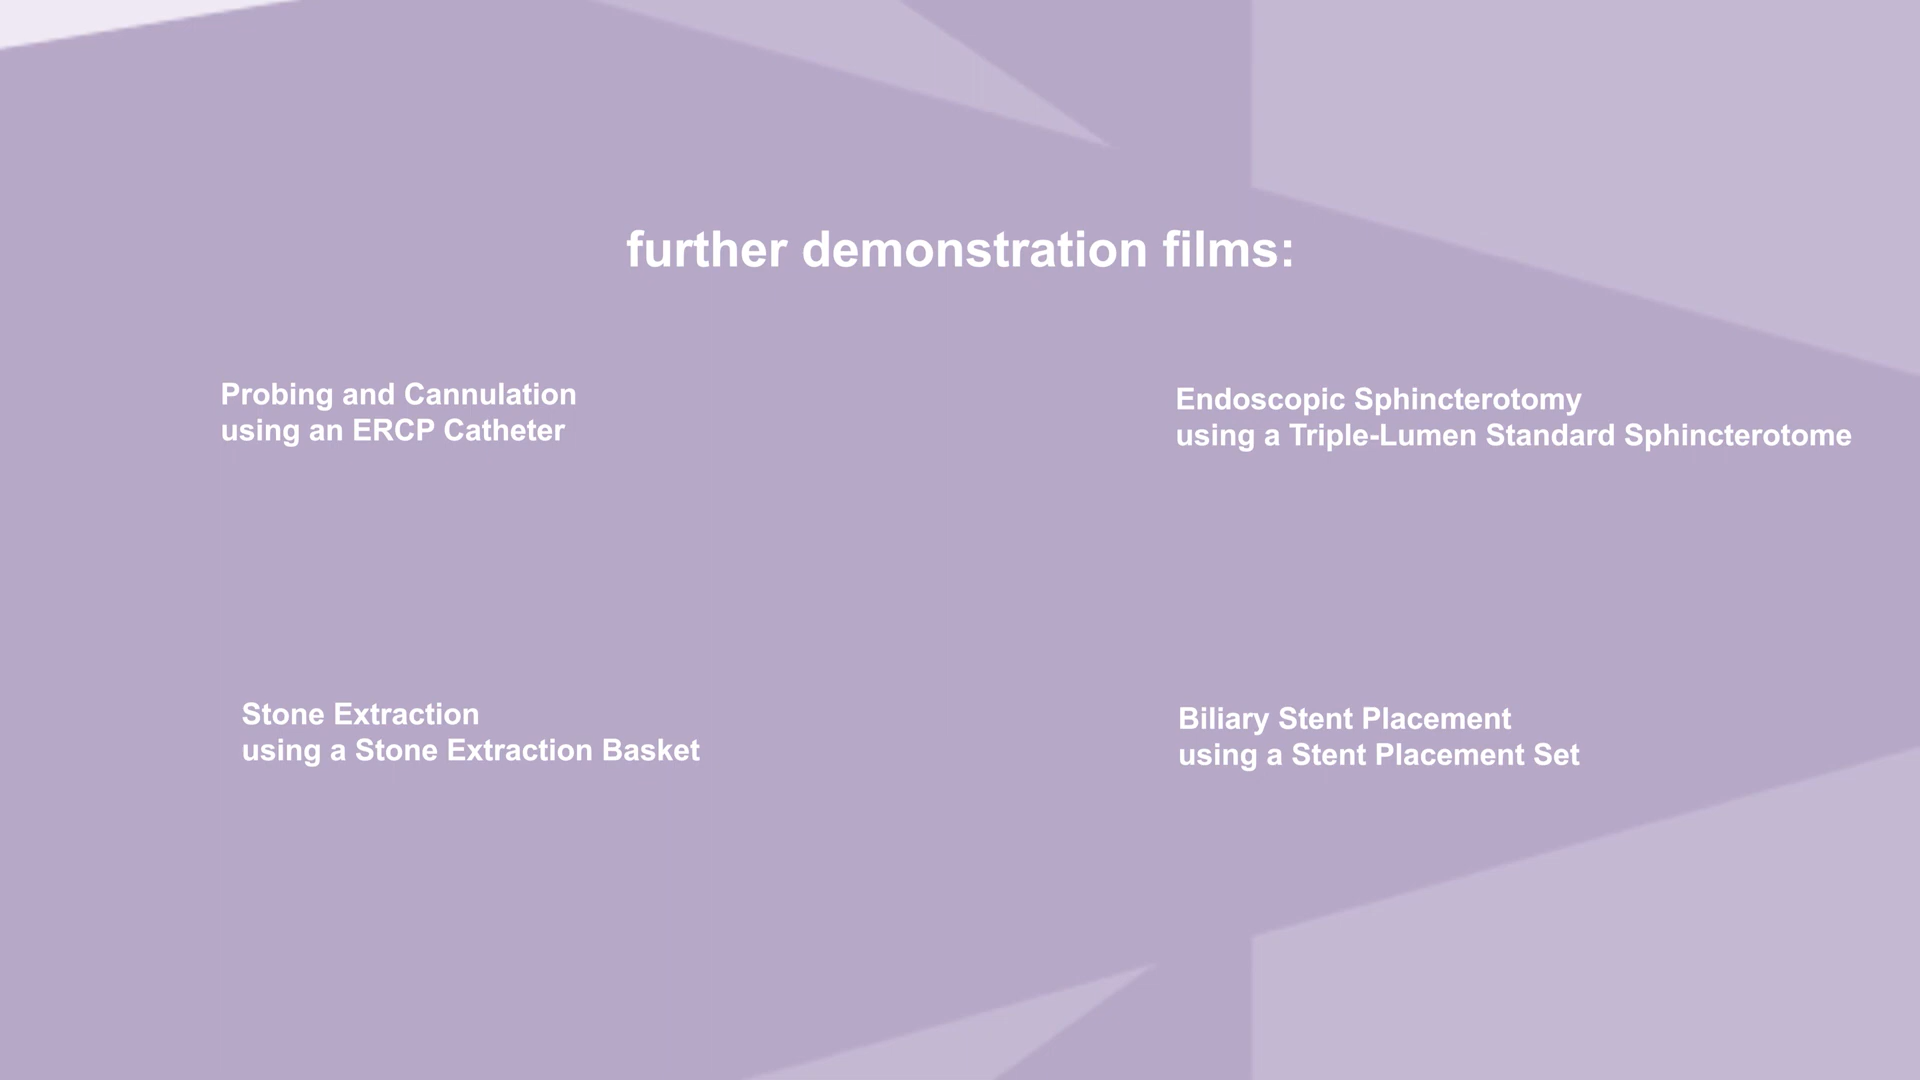 further demonstration films:
Probing and Cannulation
using an ERCP Catheter
Endoscopic Sphincterotomy
using a Triple-Lumen Standard Sphincterotome
Stone Extraction
using a Stone Extraction Basket
Biliary Stent Placement
using a Stent Placement Set